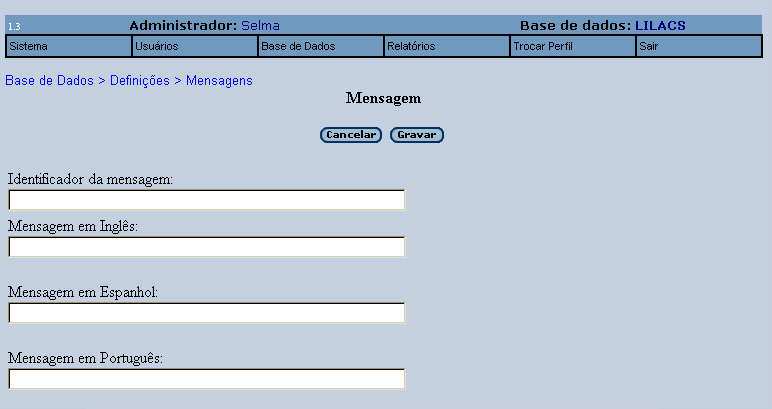 1.3 Administrador: Selma Base de dados: LILACS
Sistema Usuários Base de Dados Relatórios Trocar Perfil Sair
Base de Dados > Definições > Mensagens
Mensagem
Cancelar Gravar
Identificador da mensagem:
Mensagem em Inglês:
Mensagem em Espanhol:
Mensagem em Português: